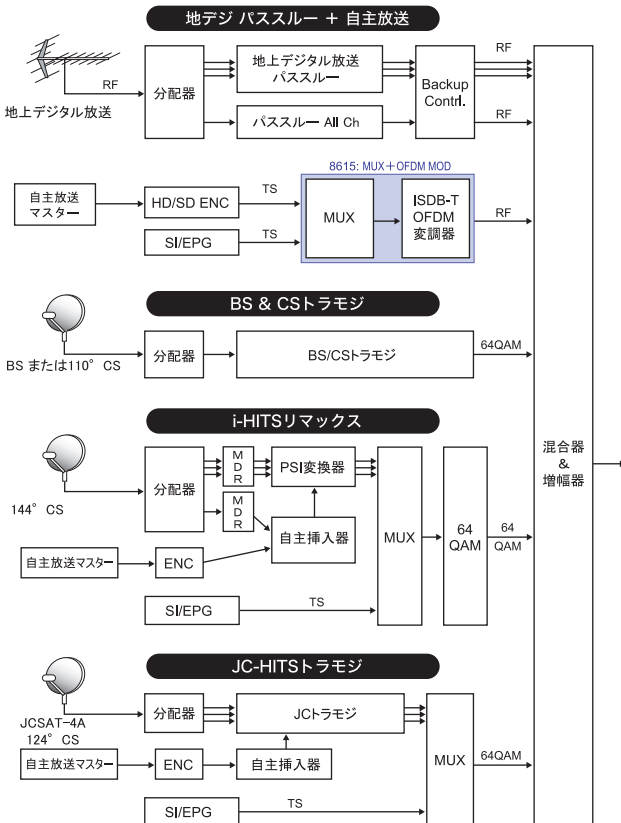 地デジ パススルー + 自主放送
RF
地上デジタル放送
分配器
地上デジタル放送
パススルー
パススルー All Ch
Backup
Contrl.
RF
RF
8615: MUX+OFDM MOD
自主放送
マスター
HD/SD ENC
TS
SI/EPG
TS
MUX
ISDB-T
OFDM
変調器
RF
BS & CSトラモジ
BS または110° CS
分配器
BS/CSトラモジ
64QAM
i-HITSリマックス
144° CS
分配器
M
D
R
PSI変換器
M
D
R
自主挿入器
自主放送マスター
ENC
SI/EPG
TS
MUX
64
QAM
64
QAM
混合器
&
増幅器
JC-HITSトラモジ
JCSAT-4A
124° CS
分配器
JCトラモジ
自主放送マスター
ENC
自主挿入器
SI/EPG
TS
MUX
64QAM